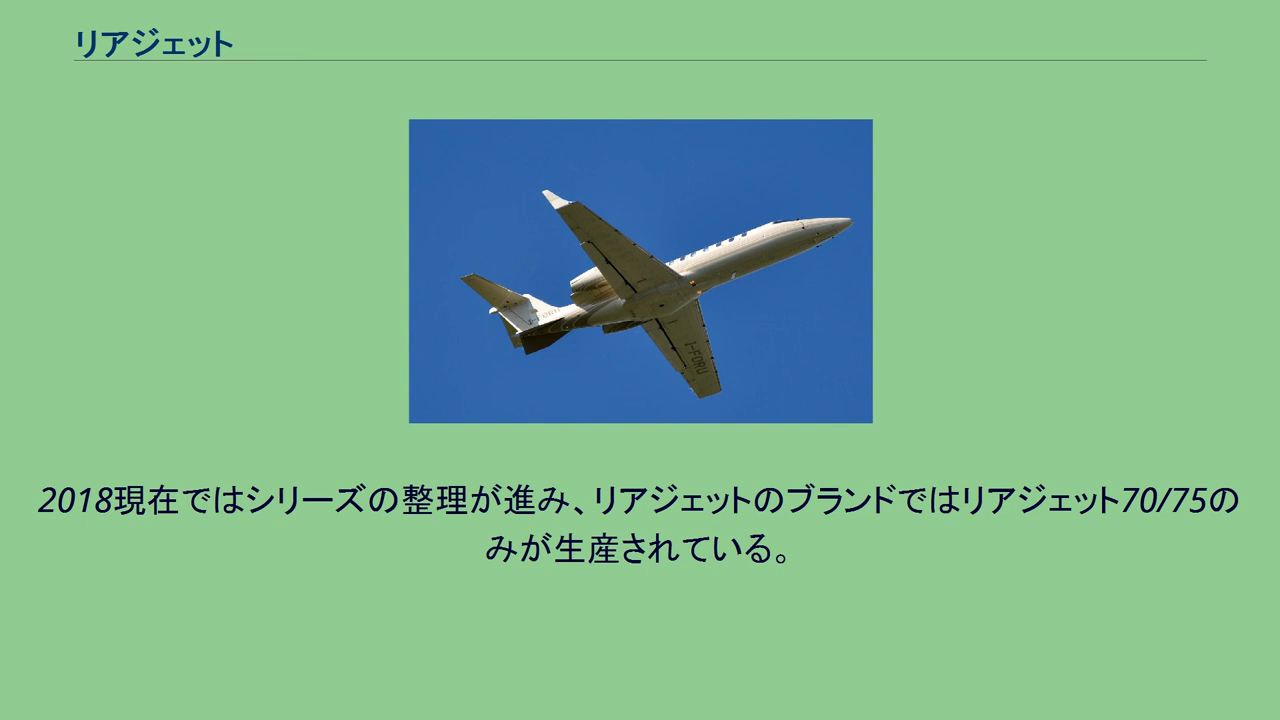 リアジェット
I-FORU
2018現在ではシリーズの整理が進み、リアジェットのブランドではリアジェット70/75の
みが生産されている。